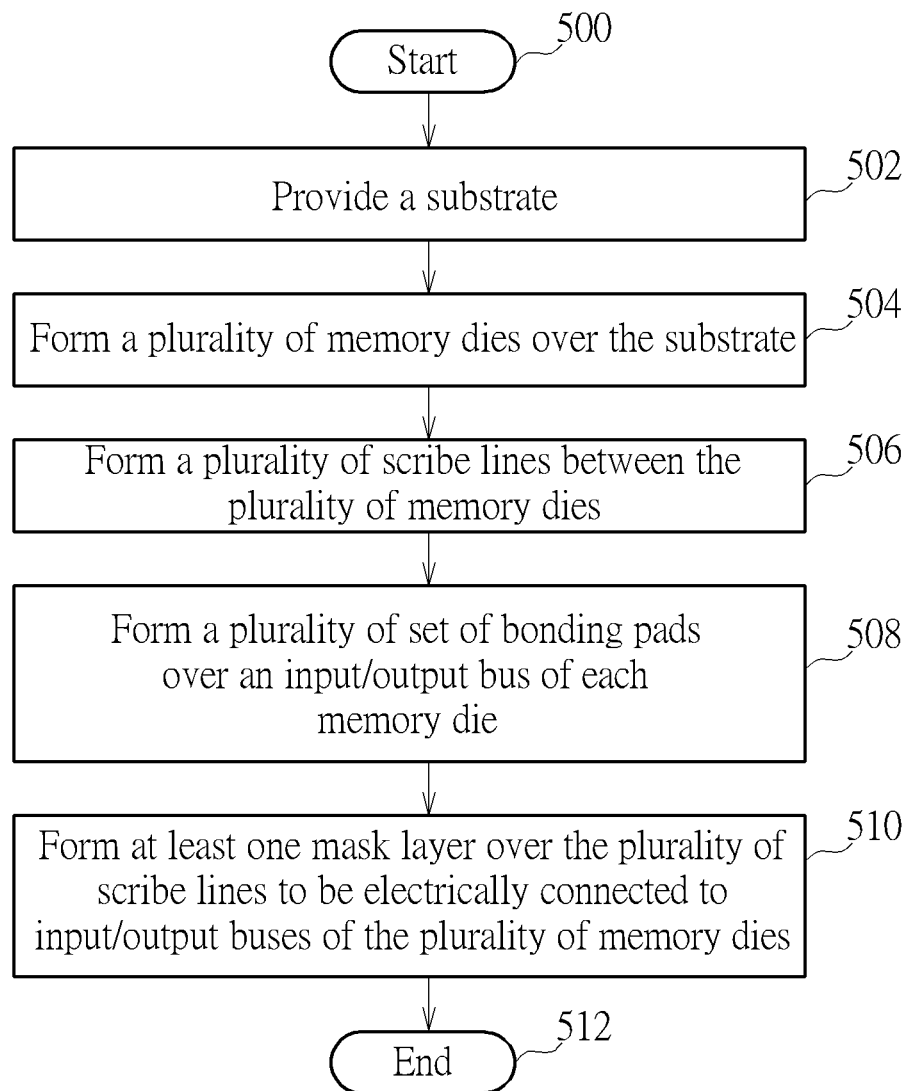 500
Start
502
Provide a substrate
504
Form a plurality of memory dies over the substrate
506
Form a plurality of scribe lines between the
plurality of memory dies
508
Form a plurality of set of bonding pads
over an input/output bus of each
memory die
510
Form at least one mask layer over the plurality of
scribe lines to be electrically connected to
input/output buses of the plurality of memory dies
512
End